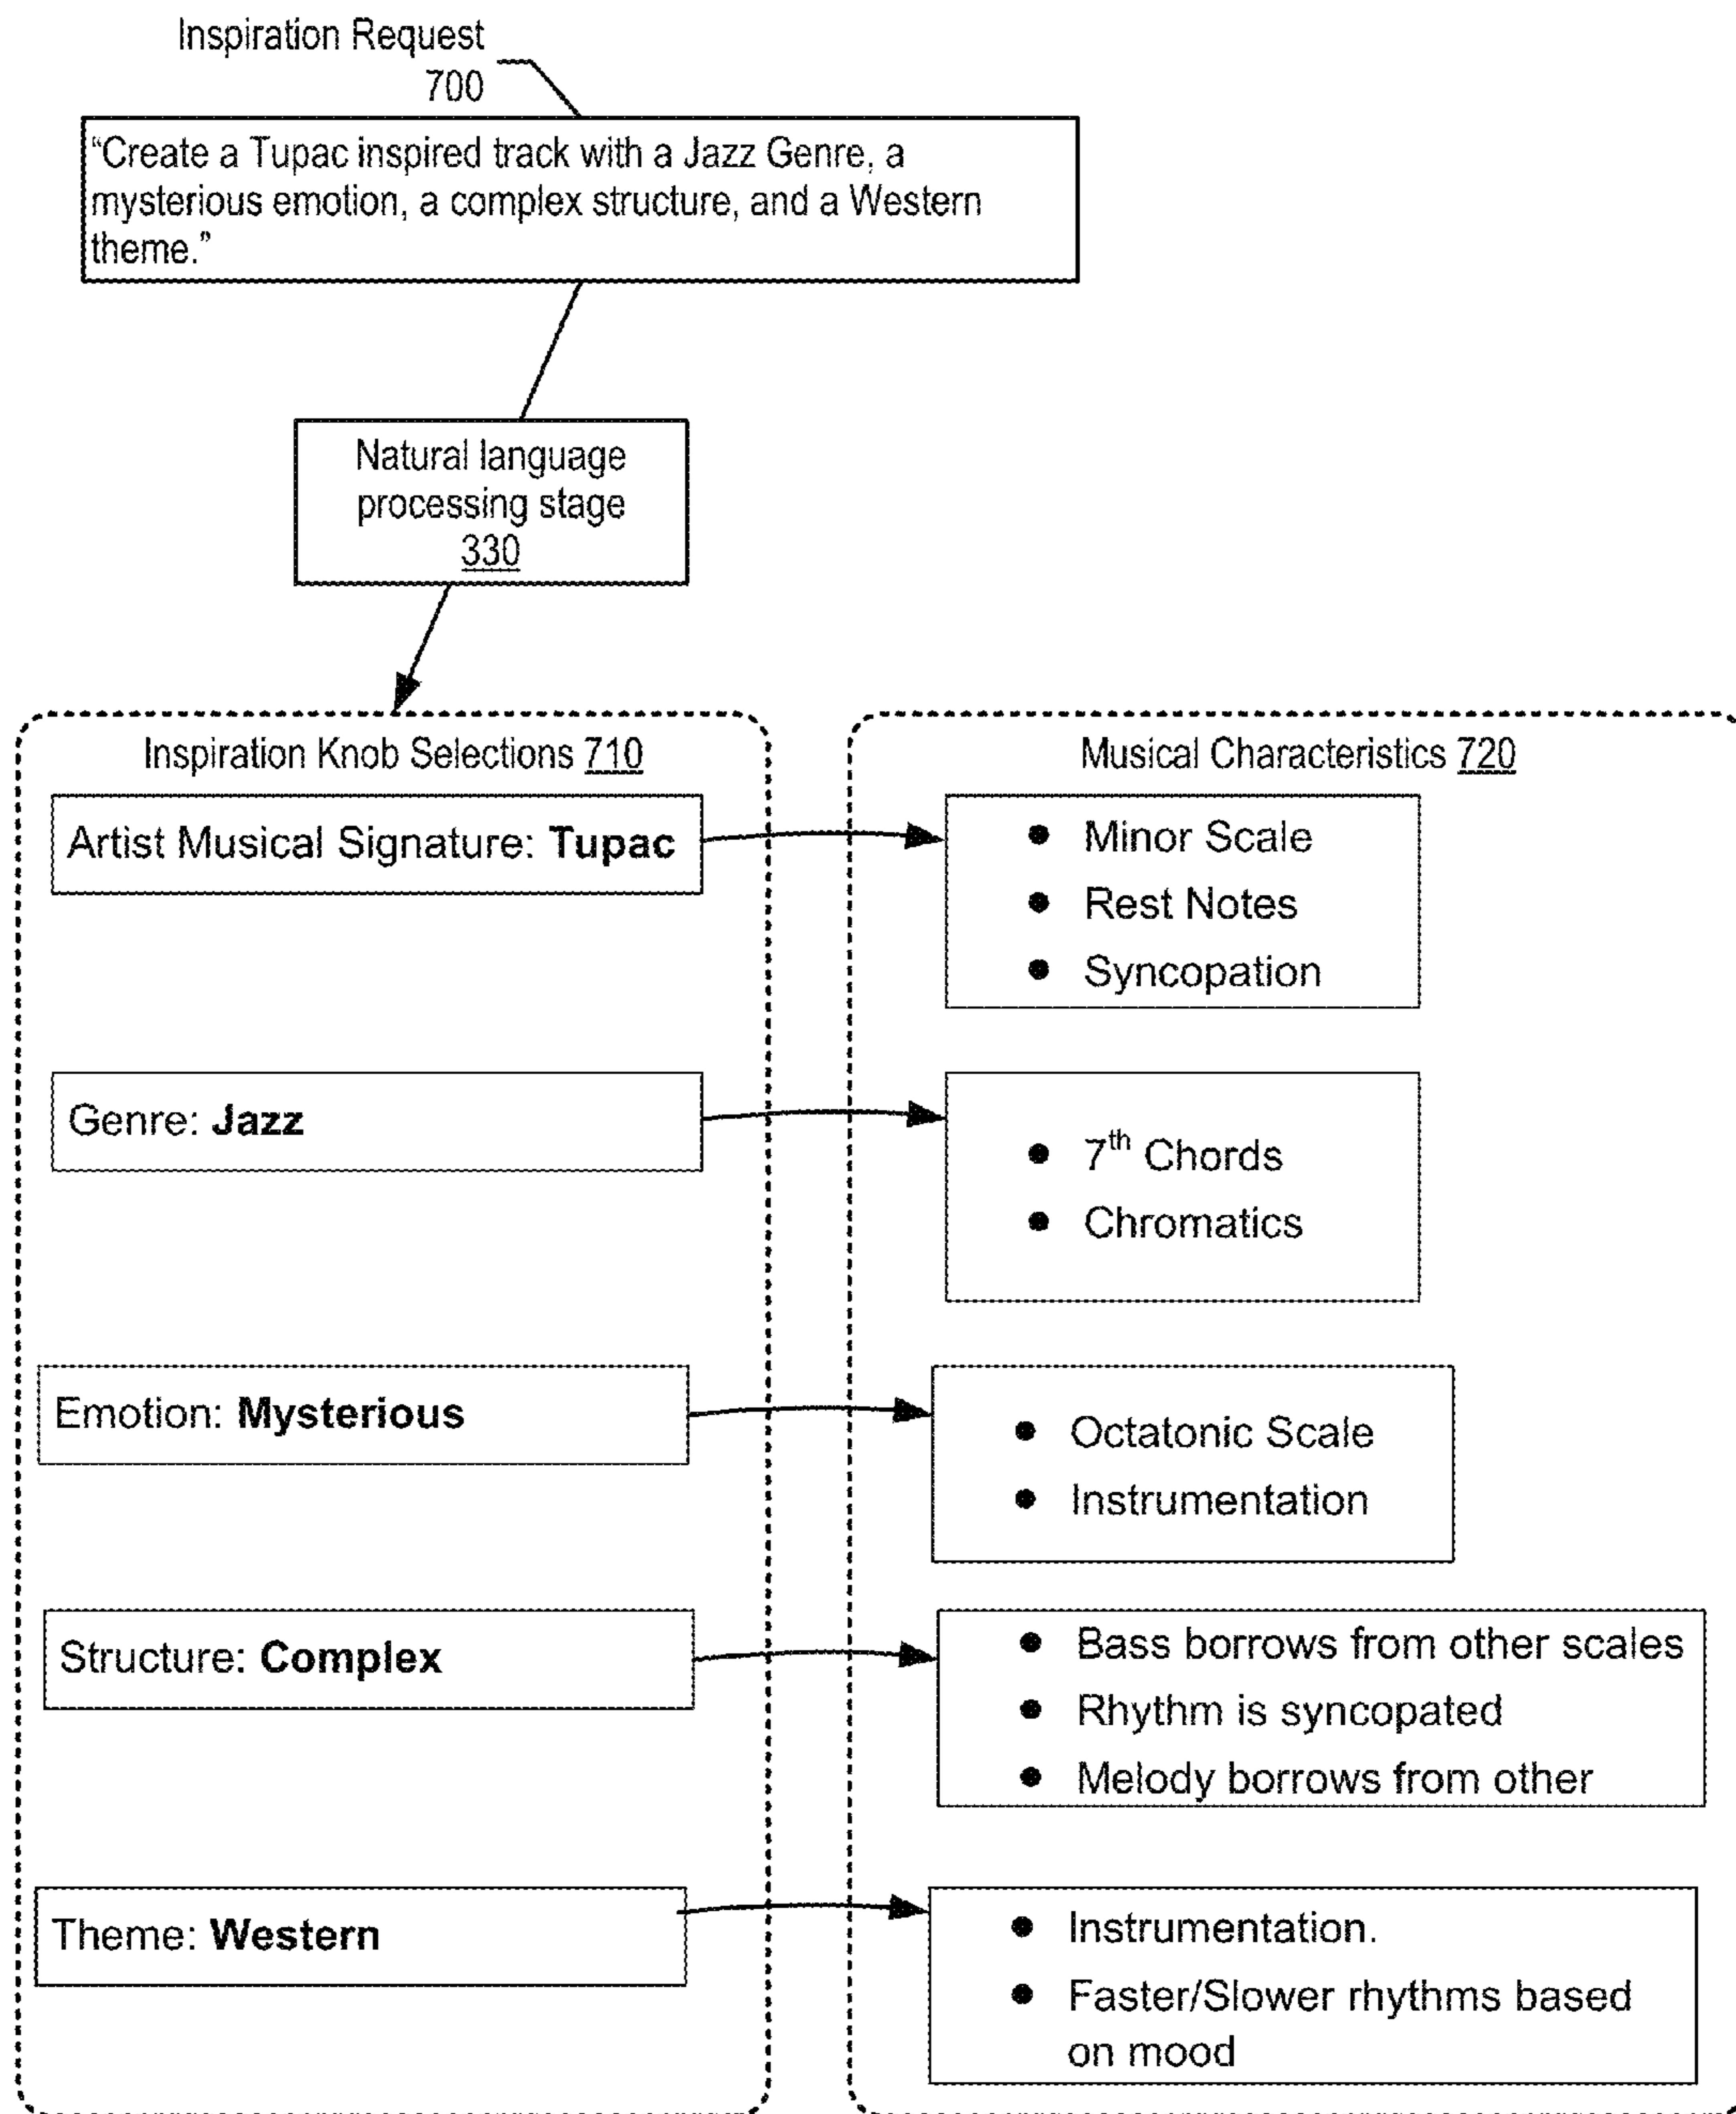 Inspiration Request
700
“Create a Tupac inspired track with a Jazz Genre, a
mysterious emotion, a complex structure, and a Western
theme.”
Natural language
processing stage
330
Inspiration Knob Selections 710
Artist Musical Signature: Tupac
Genre: Jazz
Emotion: Mysterious
Structure: Complex
Theme: Western
Musical Characteristics 720
• Minor Scale
• Rest Notes
• Syncopation
• 7th Chords
• Chromatics
• Octatonic Scale
• Instrumentation
• Bass borrows from other scales
• Rhythm is syncopated
• Melody borrows from other
• Instrumentation.
• Faster/Slower rhythms based
on mood